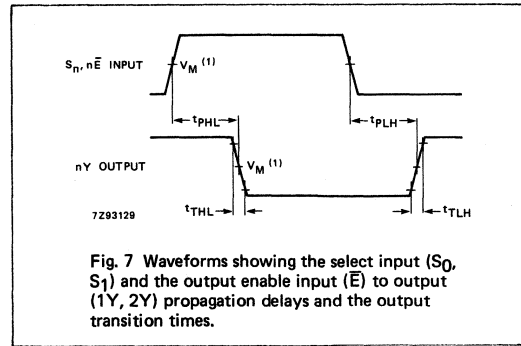 Sn, nE̅ INPUT
VM (1)
tPHL
tPLH
nY OUTPUT
VM (1)
7Z93129
tTHL
tTLH
Fig. 7 Waveforms showing the select input (S0,
S1) and the output enable input (E̅) to output
(1Y, 2Y) propagation delays and the output
transition times.